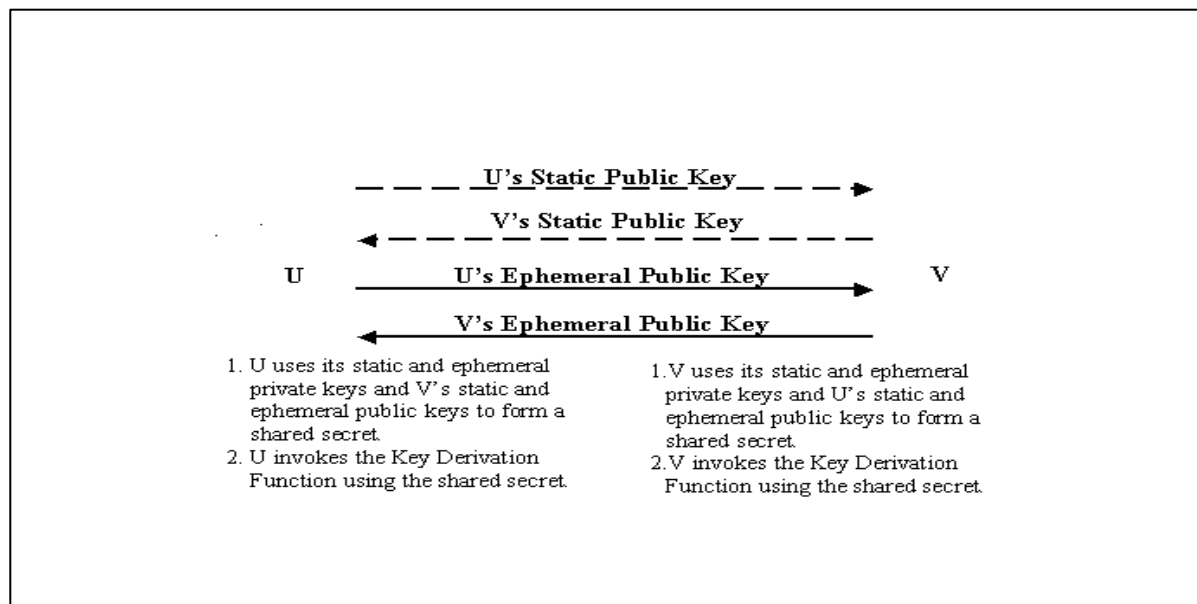 U's Static Public Key
V's Static Public Key
U
U's Ephemeral Public Key
V
V's Ephemeral Public Key
1. U uses its static and ephemeral
private keys and V's static and
ephemeral public keys to form a
shared secret.
2. U invokes the Key Derivation
Function using the shared secret.
1.V uses its static and ephemeral
private keys and U's static and
ephemeral public keys to form a
shared secret.
2.V invokes the Key Derivation
Function using the shared secret.